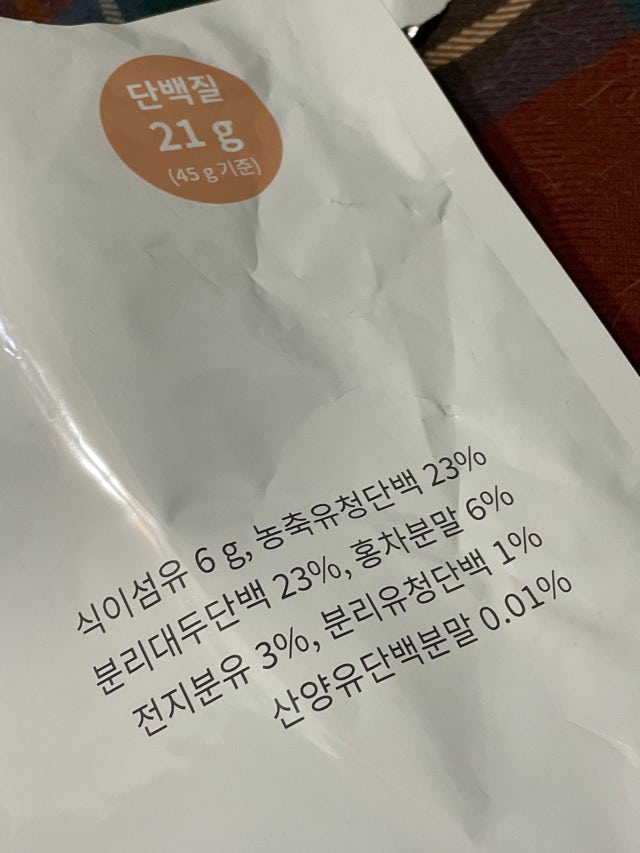 단백질
21 g
(45 g 기준)
식이섬유 6 g, 농축유청단백 23%
분리대두단백 23%, 홍차분말 6%
전지분유 3%, 분리유청단백 1%
산양유단백분말 0.01%